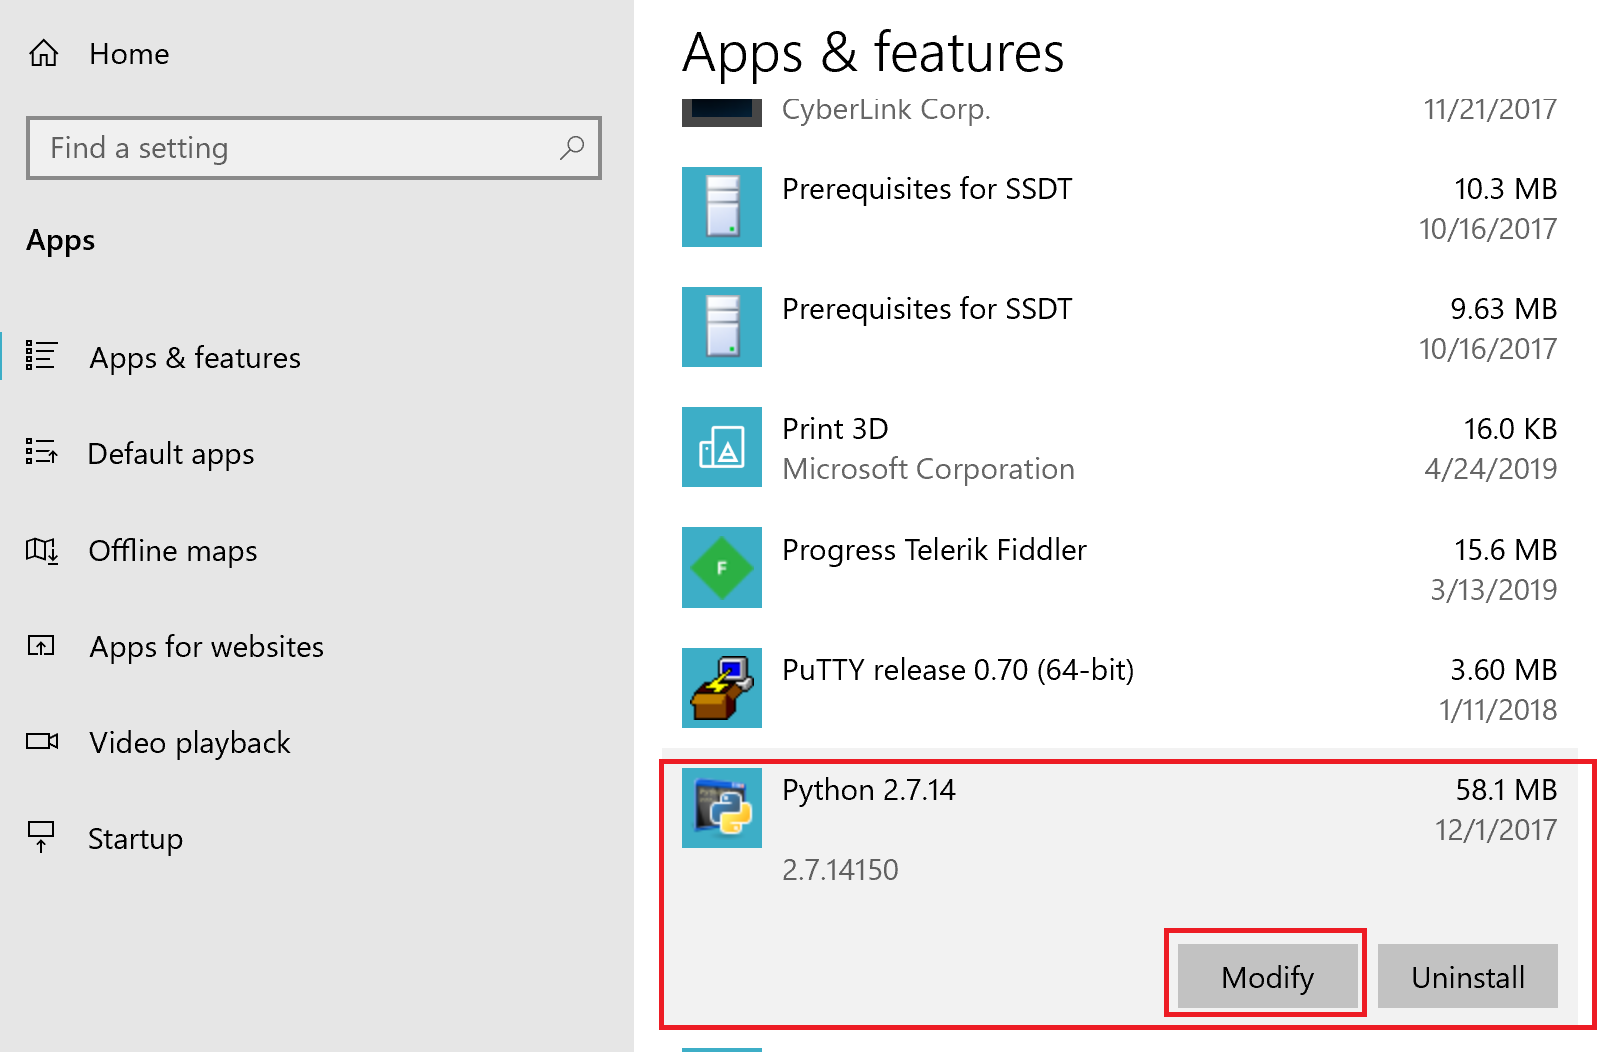 Home
Find a setting
Apps
Apps & features
Default apps
Offline maps
Apps for websites
Video playback
Startup
Apps & features
CyberLink Corp. 11/21/2017
Prerequisites for SSDT 10.3 MB
10/16/2017
Prerequisites for SSDT 9.63 MB
10/16/2017
Print 3D 16.0 KB
Microsoft Corporation 4/24/2019
F
Progress Telerik Fiddler 15.6 MB
3/13/2019
PuTTY release 0.70 (64-bit) 3.60 MB
1/11/2018
Python 2.7.14 58.1 MB
12/1/2017
2.7.14150
Modify Uninstall